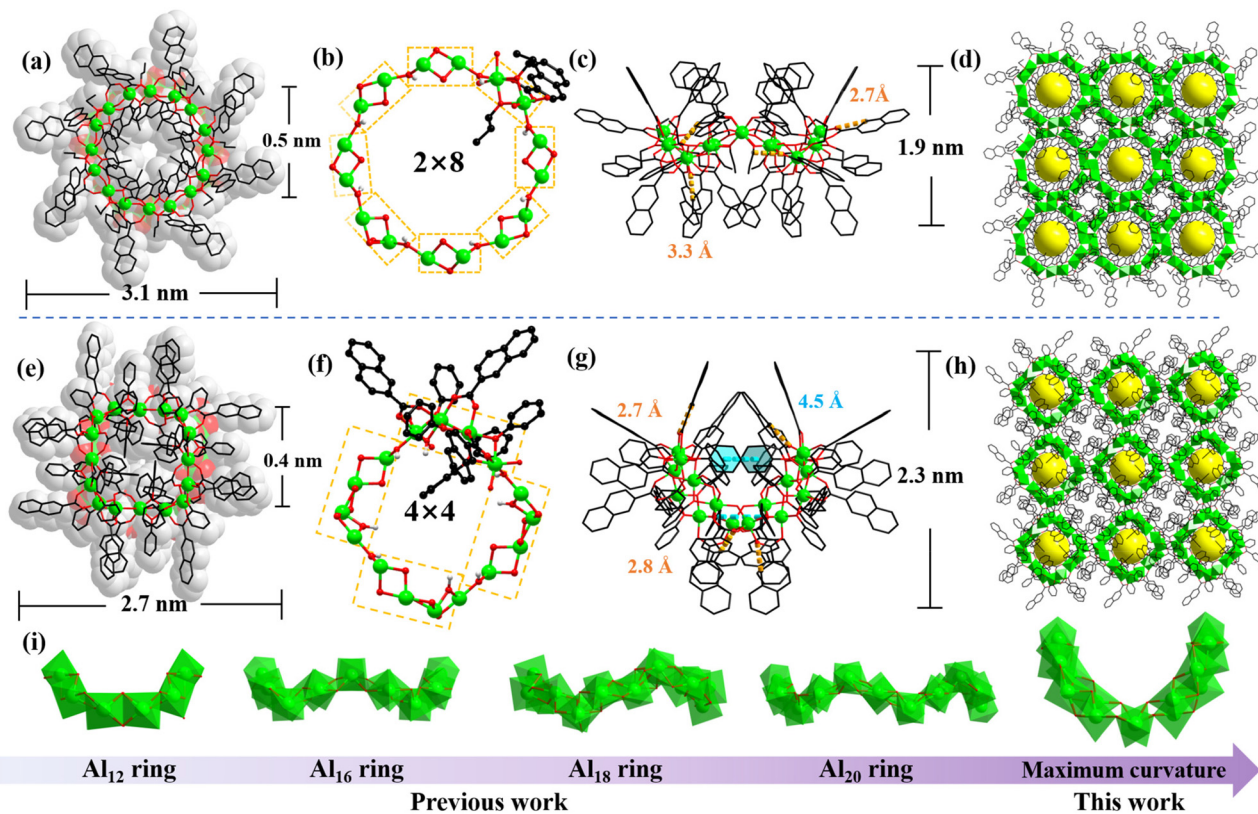 (a)
(b)
(c)
(d)
2×8
0.5 nm
2.7Å
1.9 nm
3.3 Å
3.1 nm
(e)
(f)
(g)
(h)
4×4
0.4 nm
2.7 Å
4.5 Å
2.3 nm
2.8 Å
2.7 nm
(i)
Al₁₂ ring
Al₁₆ ring
Al₁₈ ring
Al₂₀ ring
Maximum curvature
Previous work
This work